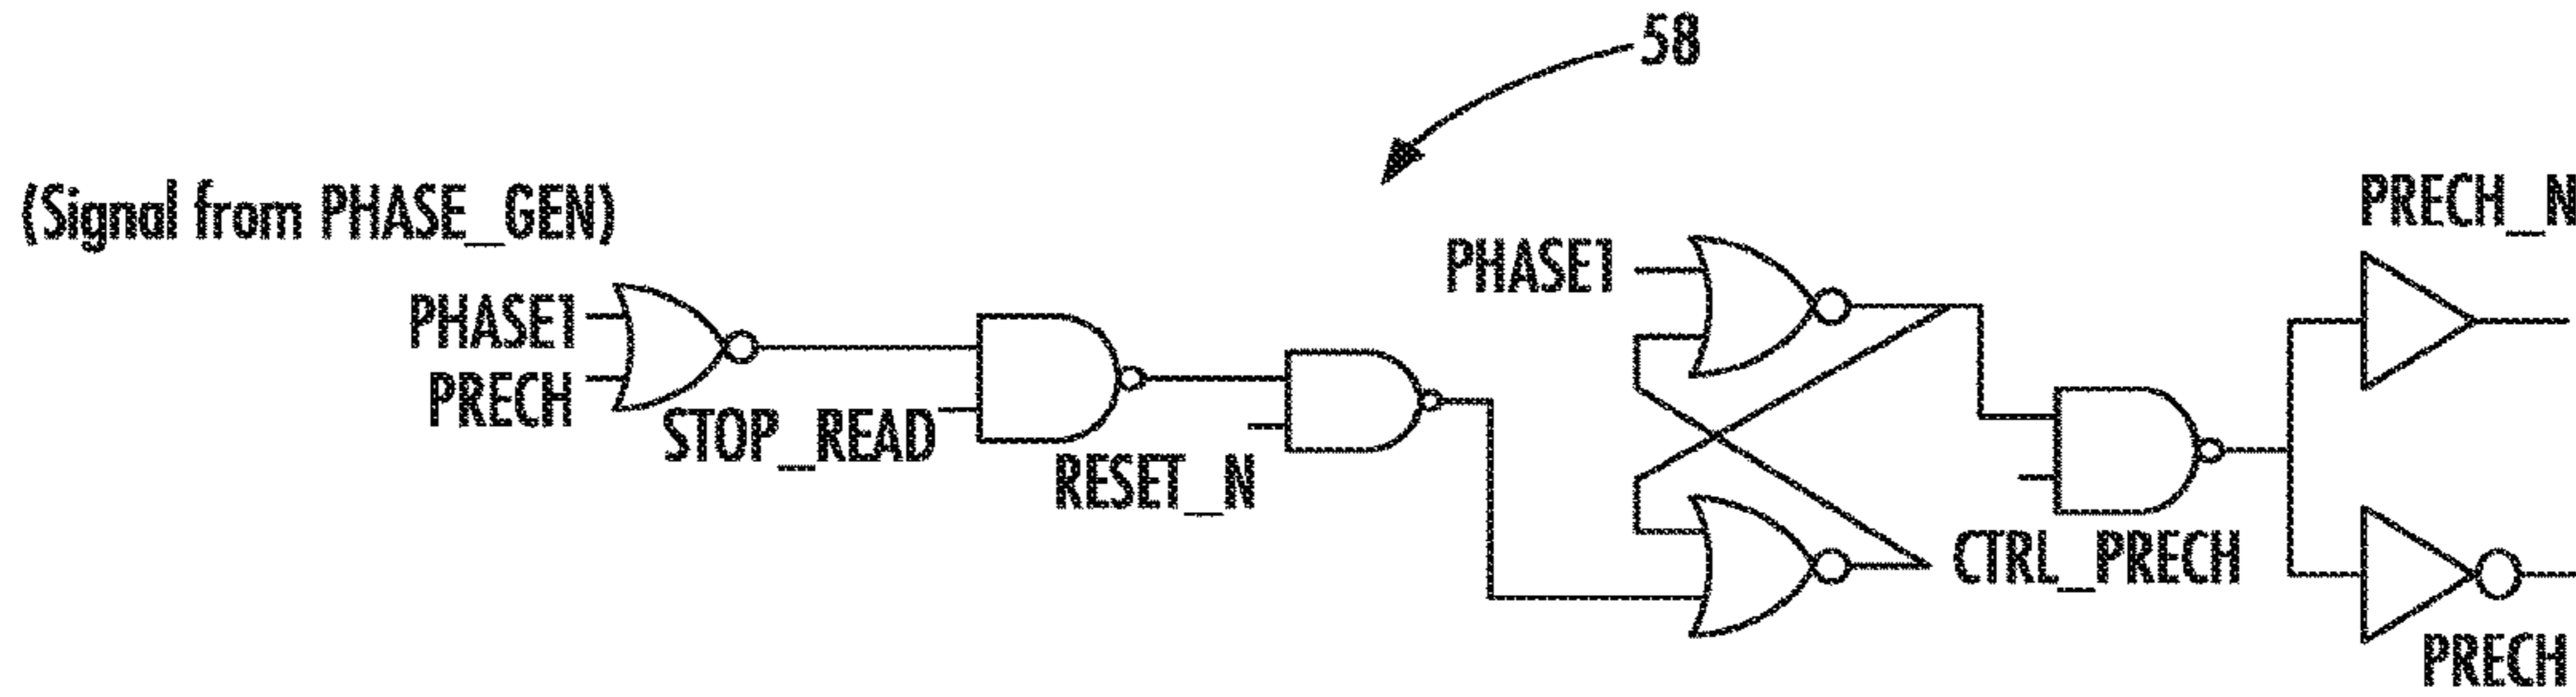 58
(Signal from PHASE_GEN)
PRECH_N
PHASE1
PHASE1
PRECH
STOP_READ
RESET_N
CTRL_PRECH
PRECH